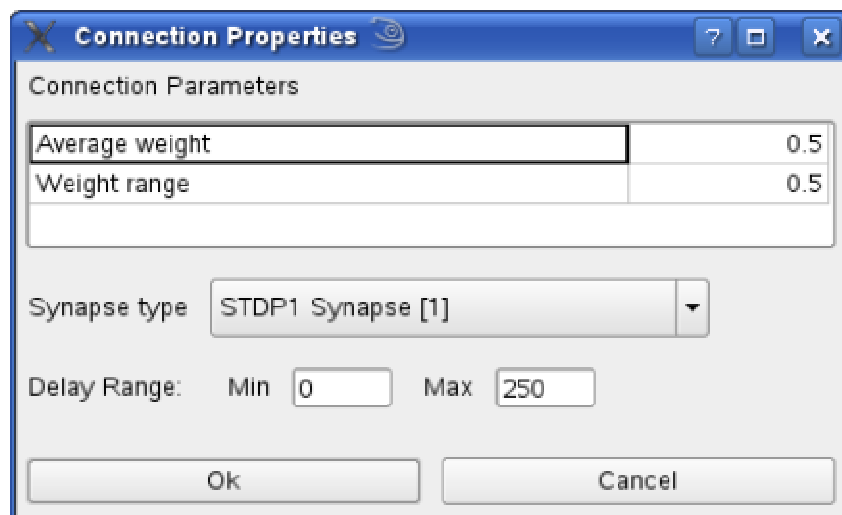 Connection Properties
Connection Parameters
Average weight 0.5
Weight range 0.5
Synapse type STDP1 Synapse [1]
Delay Range: Min 0 Max 250
Ok Cancel